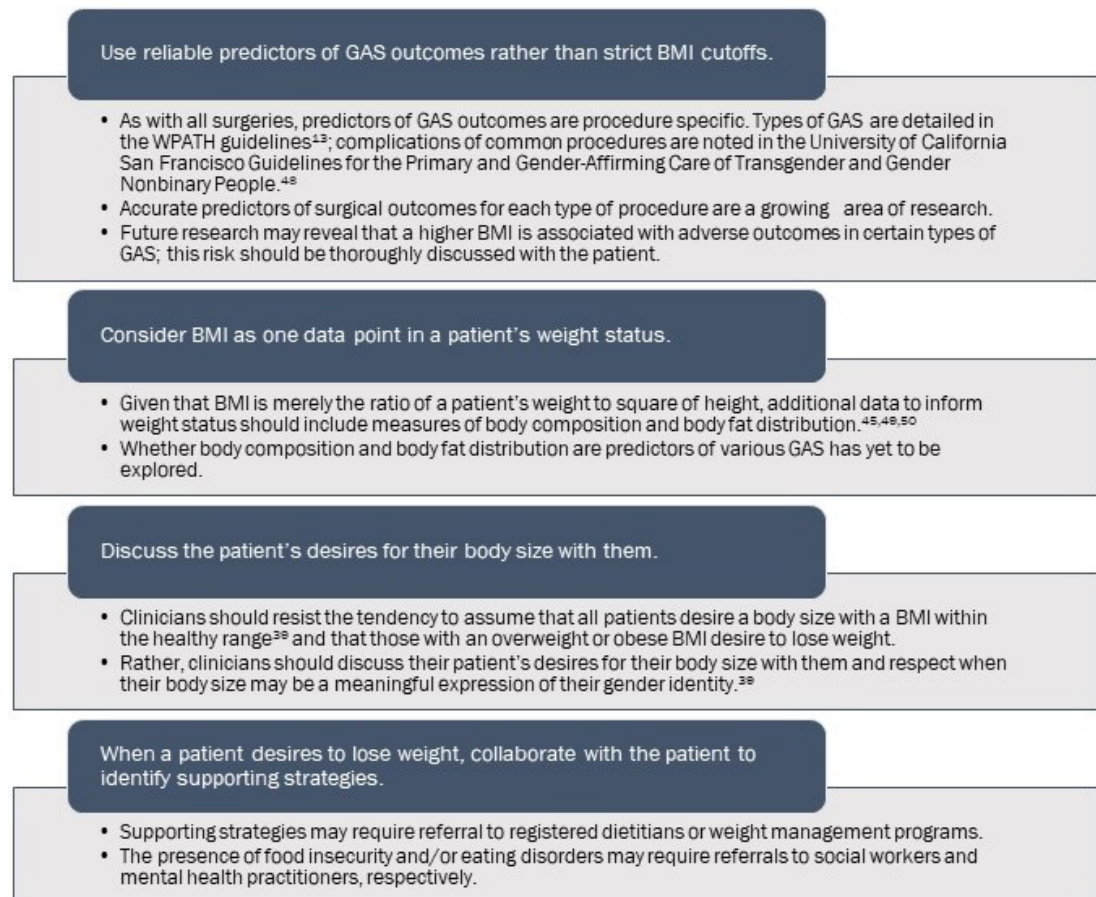 Use reliable predictors of GAS outcomes rather than strict BMI cutoffs.
• As with all surgeries, predictors of GAS outcomes are procedure specific. Types of GAS are detailed in
the WPATH guidelines¹³; complications of common procedures are noted in the University of California
San Francisco Guidelines for the Primary and Gender-Affirming Care of Transgender and Gender
Nonbinary People.⁴⁸
• Accurate predictors of surgical outcomes for each type of procedure are a growing area of research.
• Future research may reveal that a higher BMI is associated with adverse outcomes in certain types of
GAS; this risk should be thoroughly discussed with the patient.
Consider BMI as one data point in a patient's weight status.
• Given that BMI is merely the ratio of a patient's weight to square of height, additional data to inform
weight status should include measures of body composition and body fat distribution.⁴⁵,⁴⁹,⁵⁰
• Whether body composition and body fat distribution are predictors of various GAS has yet to be
explored.
Discuss the patient's desires for their body size with them.
• Clinicians should resist the tendency to assume that all patients desire a body size with a BMI within
the healthy range³⁹ and that those with an overweight or obese BMI desire to lose weight.
• Rather, clinicians should discuss their patient's desires for their body size with them and respect when
their body size may be a meaningful expression of their gender identity.³⁹
When a patient desires to lose weight, collaborate with the patient to
identify supporting strategies.
• Supporting strategies may require referral to registered dietitians or weight management programs.
• The presence of food insecurity and/or eating disorders may require referrals to social workers and
mental health practitioners, respectively.